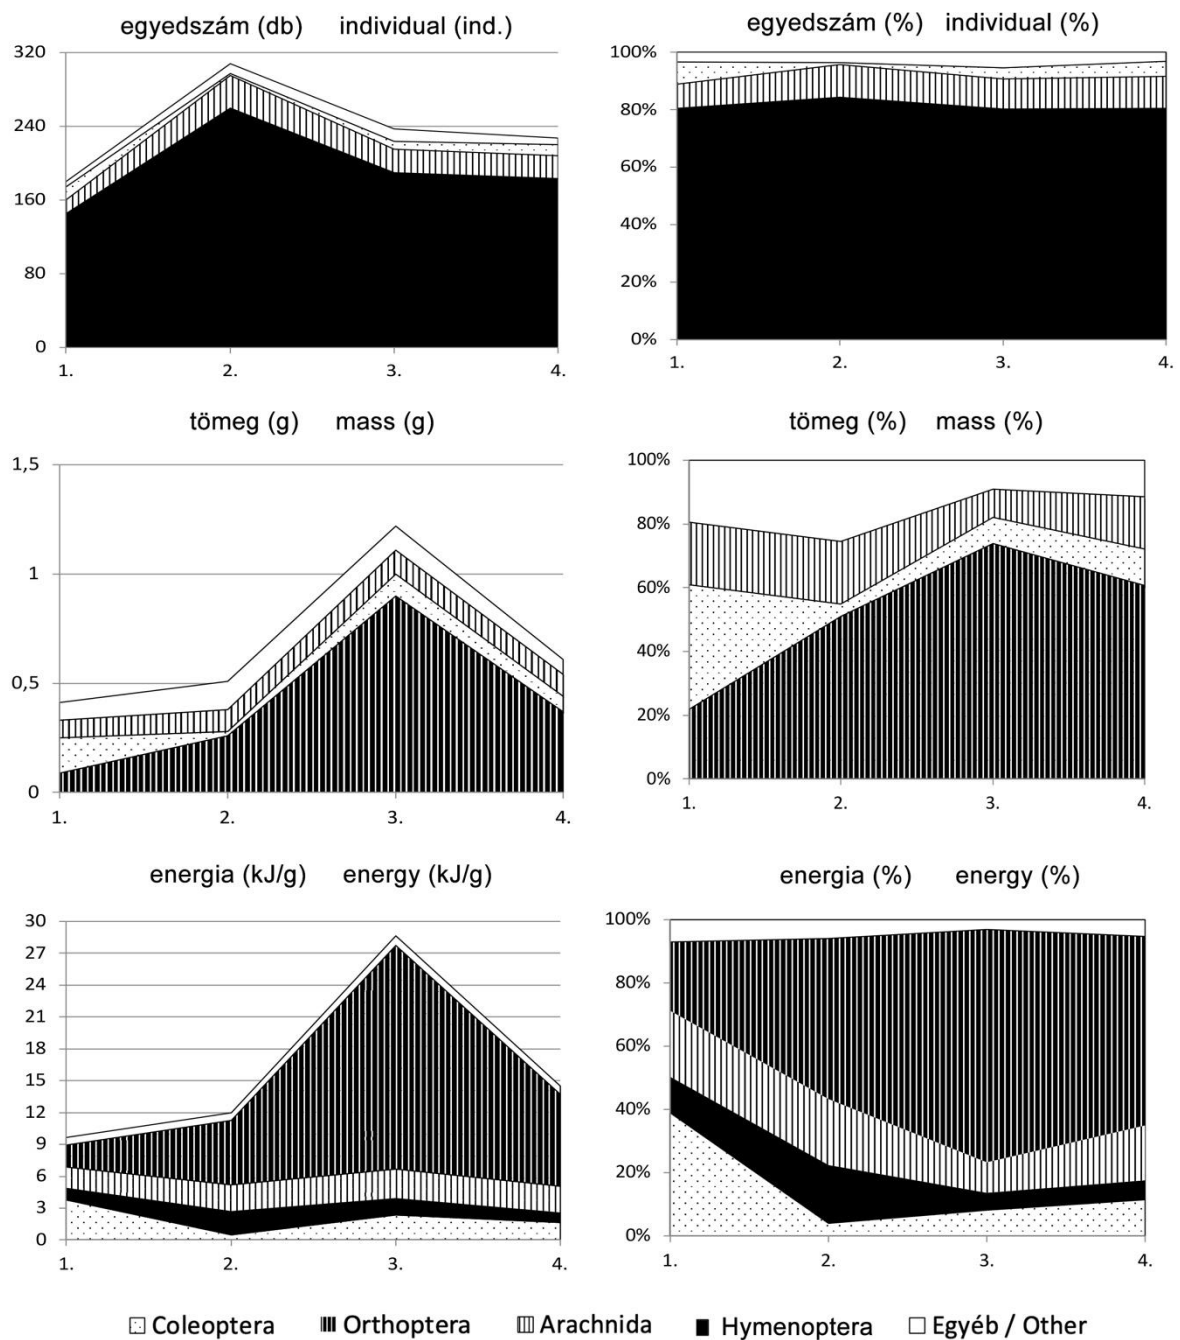 egyedszám (db) individual (ind.)
320
240
160
80
0
1. 2. 3. 4.
egyedszám (%) individual (%)
100%
80%
60%
40%
20%
0%
1. 2. 3. 4.
tömeg (g) mass (g)
1,5
1
0,5
0
1. 2. 3. 4.
tömeg (%) mass (%)
100%
80%
60%
40%
20%
0%
1. 2. 3. 4.
energia (kJ/g) energy (kJ/g)
30
27
24
21
18
15
12
9
6
3
0
1. 2. 3. 4.
energia (%) energy (%)
100%
80%
60%
40%
20%
0%
1. 2. 3. 4.
Coleoptera Orthoptera Arachnida Hymenoptera Egyéb / Other